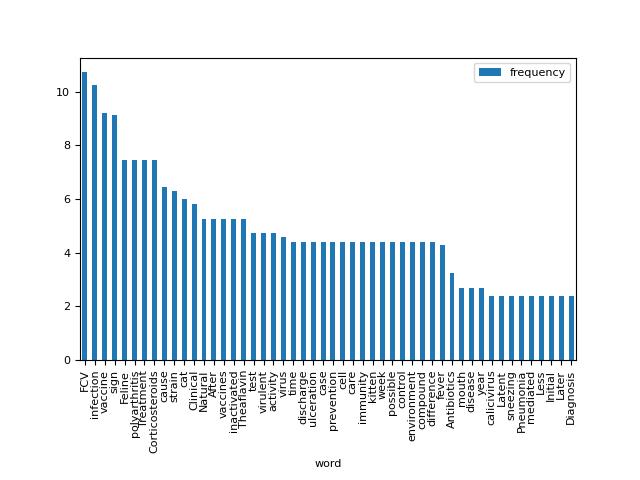 frequency
10
8
6
4
2
0
FCV
infection
vaccine
sign
Feline
polyarthritis
Treatment
Corticosteroids
cause
strain
cat
Clinical
Natural
After
vaccines
inactivated
Theaflavin
test
virulent
activity
virus
time
discharge
ulceration
case
prevention
cell
care
immunity
kitten
week
possible
control
environment
compound
difference
fever
Antibiotics
mouth
disease
year
calicivirus
Latent
sneezing
Pneumonia
mediated
Less
Initial
Later
Diagnosis
word